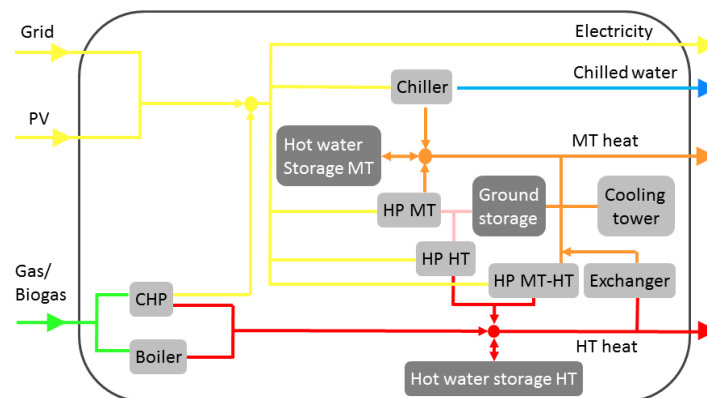 Grid
Electricity
Chiller
Chilled water
PV
Hot water
Storage MT
MT heat
HP MT
Ground
storage
Cooling
tower
HP HT
Gas/
Biogas
CHP
HP MT-HT
Exchanger
Boiler
HT heat
Hot water storage HT